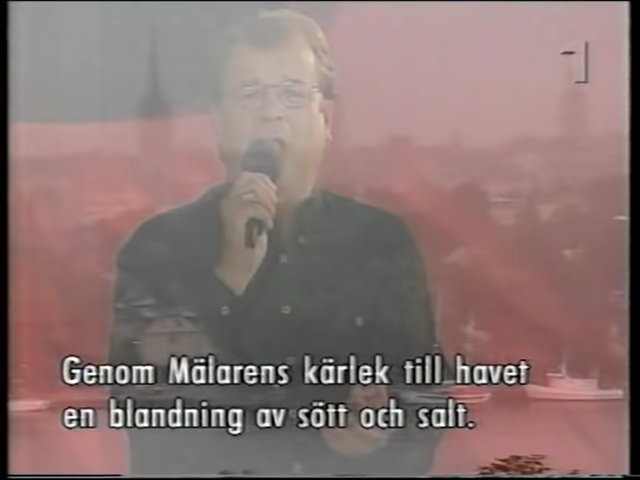 Genom Mälarens kärlek till havet
en blandning av sött och salt.